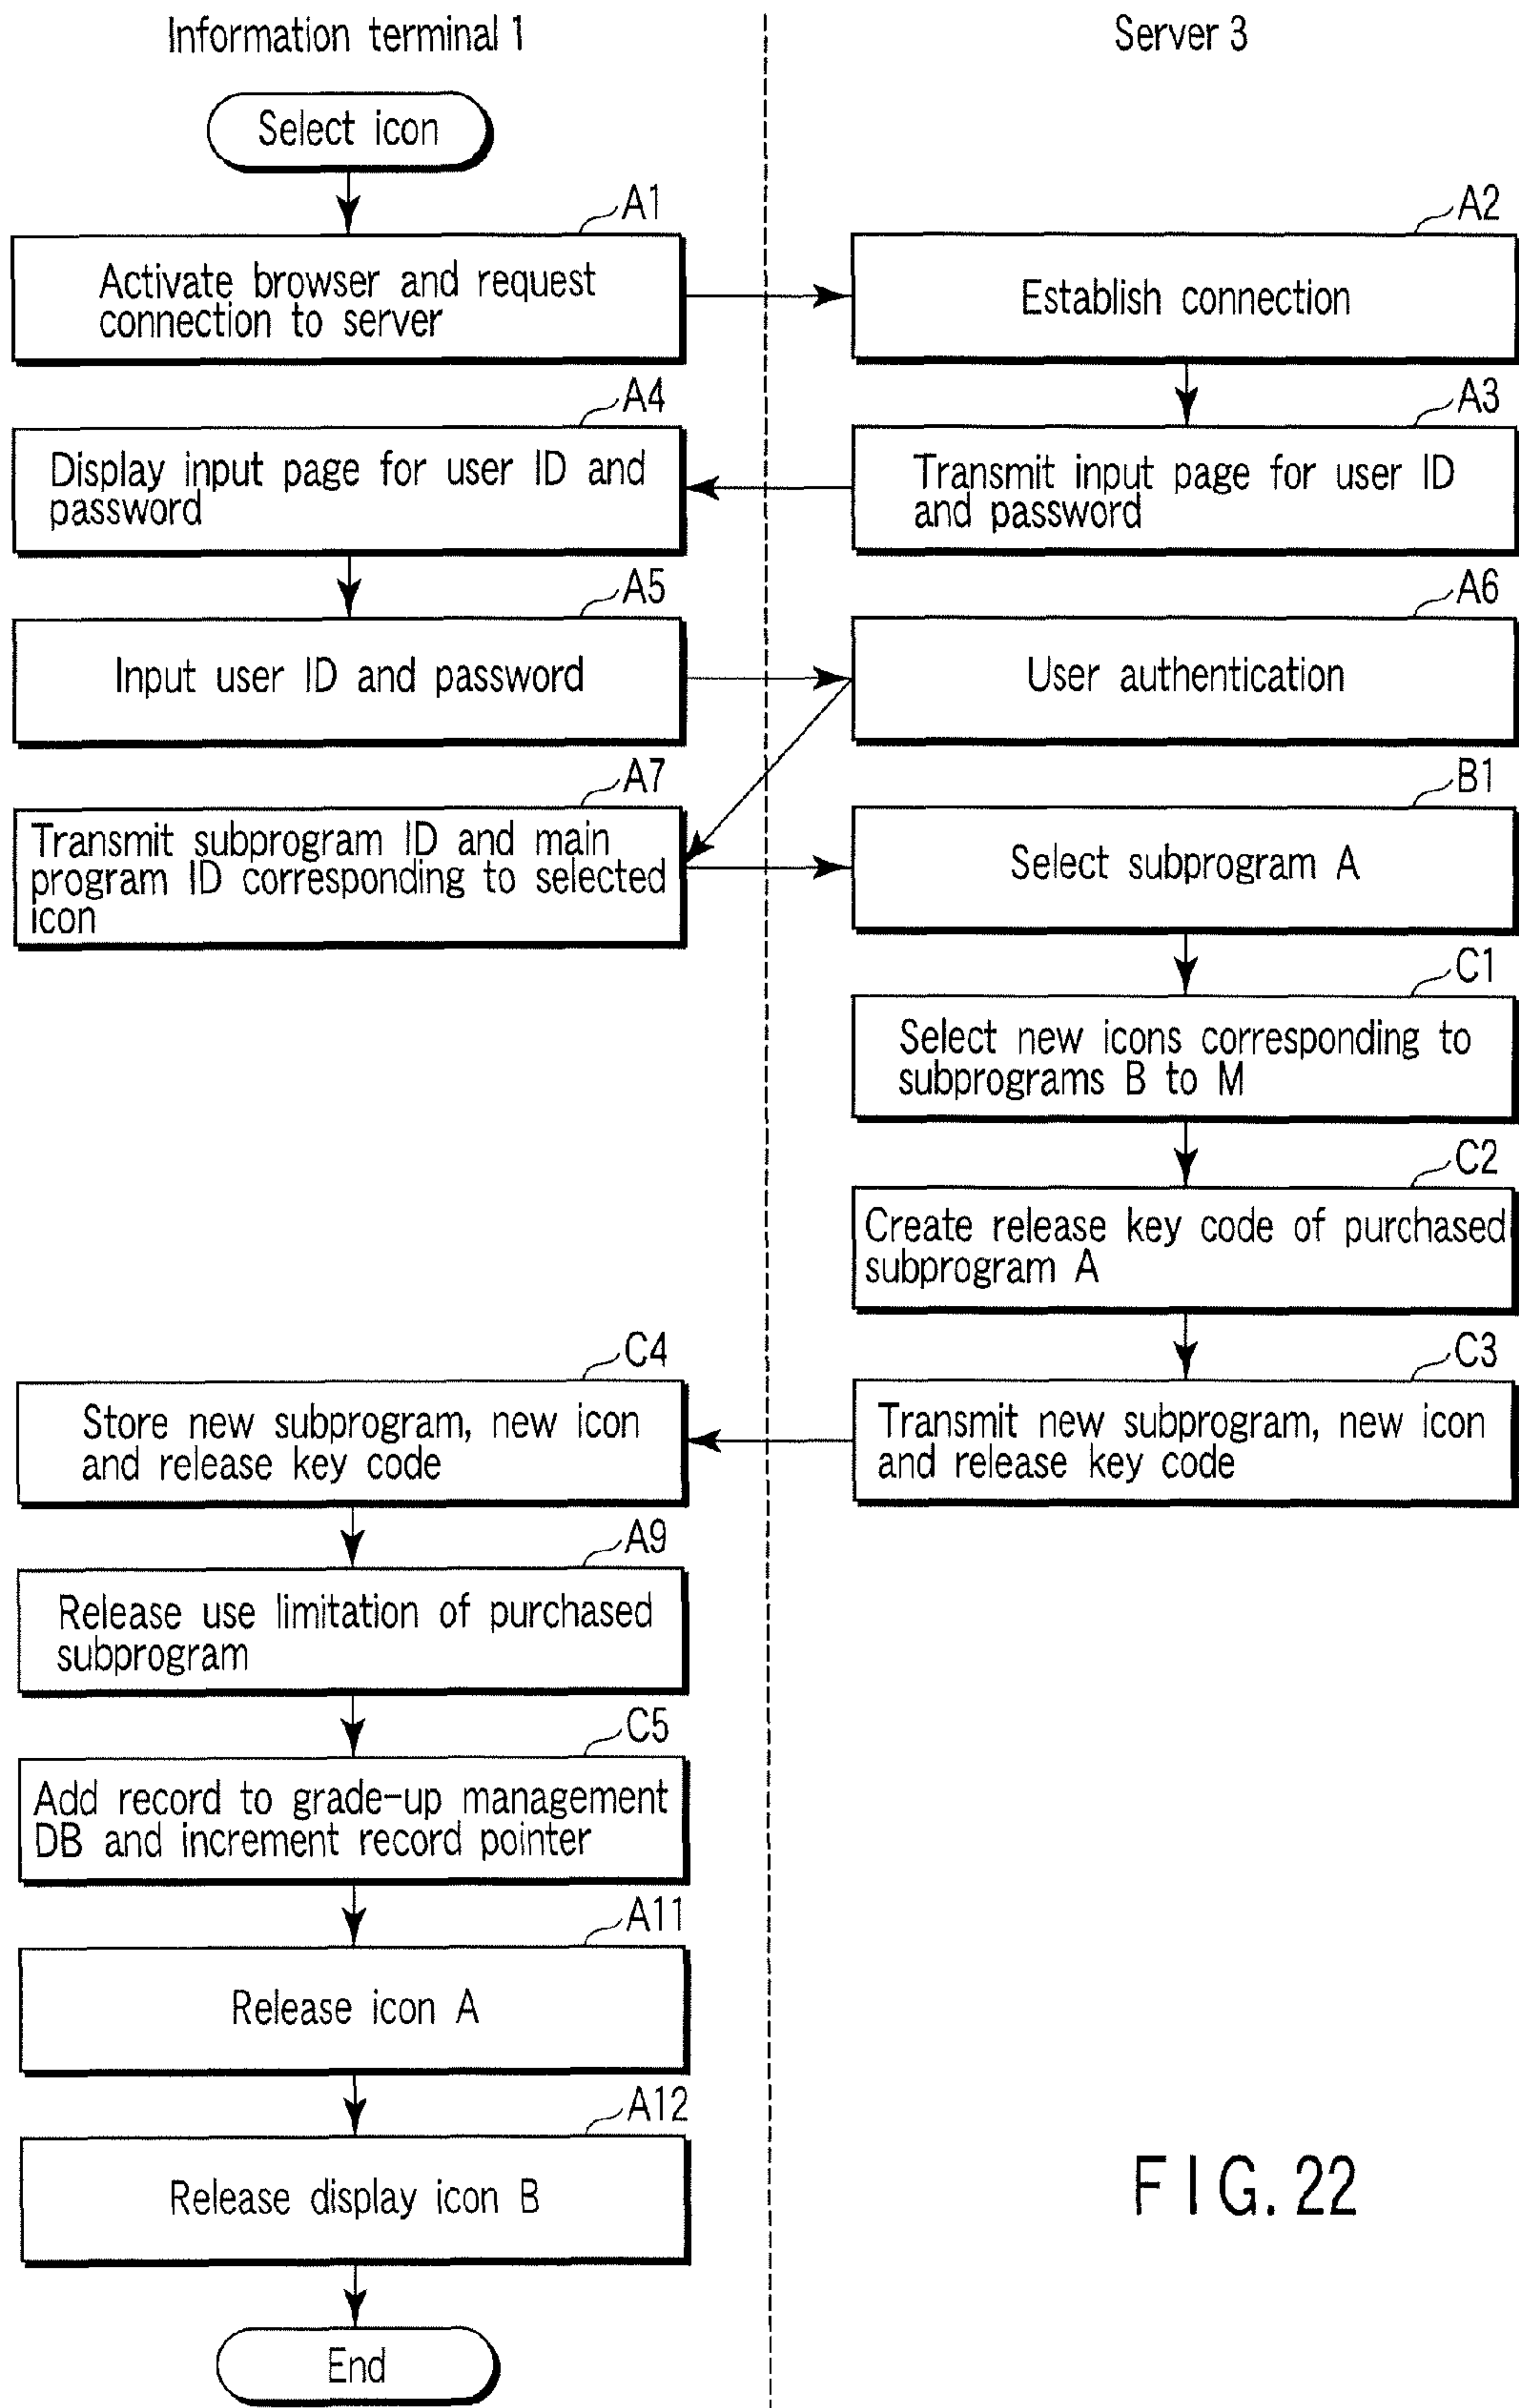 Information terminal 1
Server 3
Select icon
A1
Activate browser and request
connection to server
A2
Establish connection
A4
Display input page for user ID and
password
A3
Transmit input page for user ID
and password
A5
Input user ID and password
A6
User authentication
A7
Transmit subprogram ID and main
program ID corresponding to selected
icon
B1
Select subprogram A
C1
Select new icons corresponding to
subprograms B to M
C2
Create release key code of purchased
subprogram A
C4
Store new subprogram, new icon
and release key code
C3
Transmit new subprogram, new icon
and release key code
A9
Release use limitation of purchased
subprogram
C5
Add record to grade-up management
DB and increment record pointer
A11
Release icon A
A12
Release display icon B
End
FIG. 22